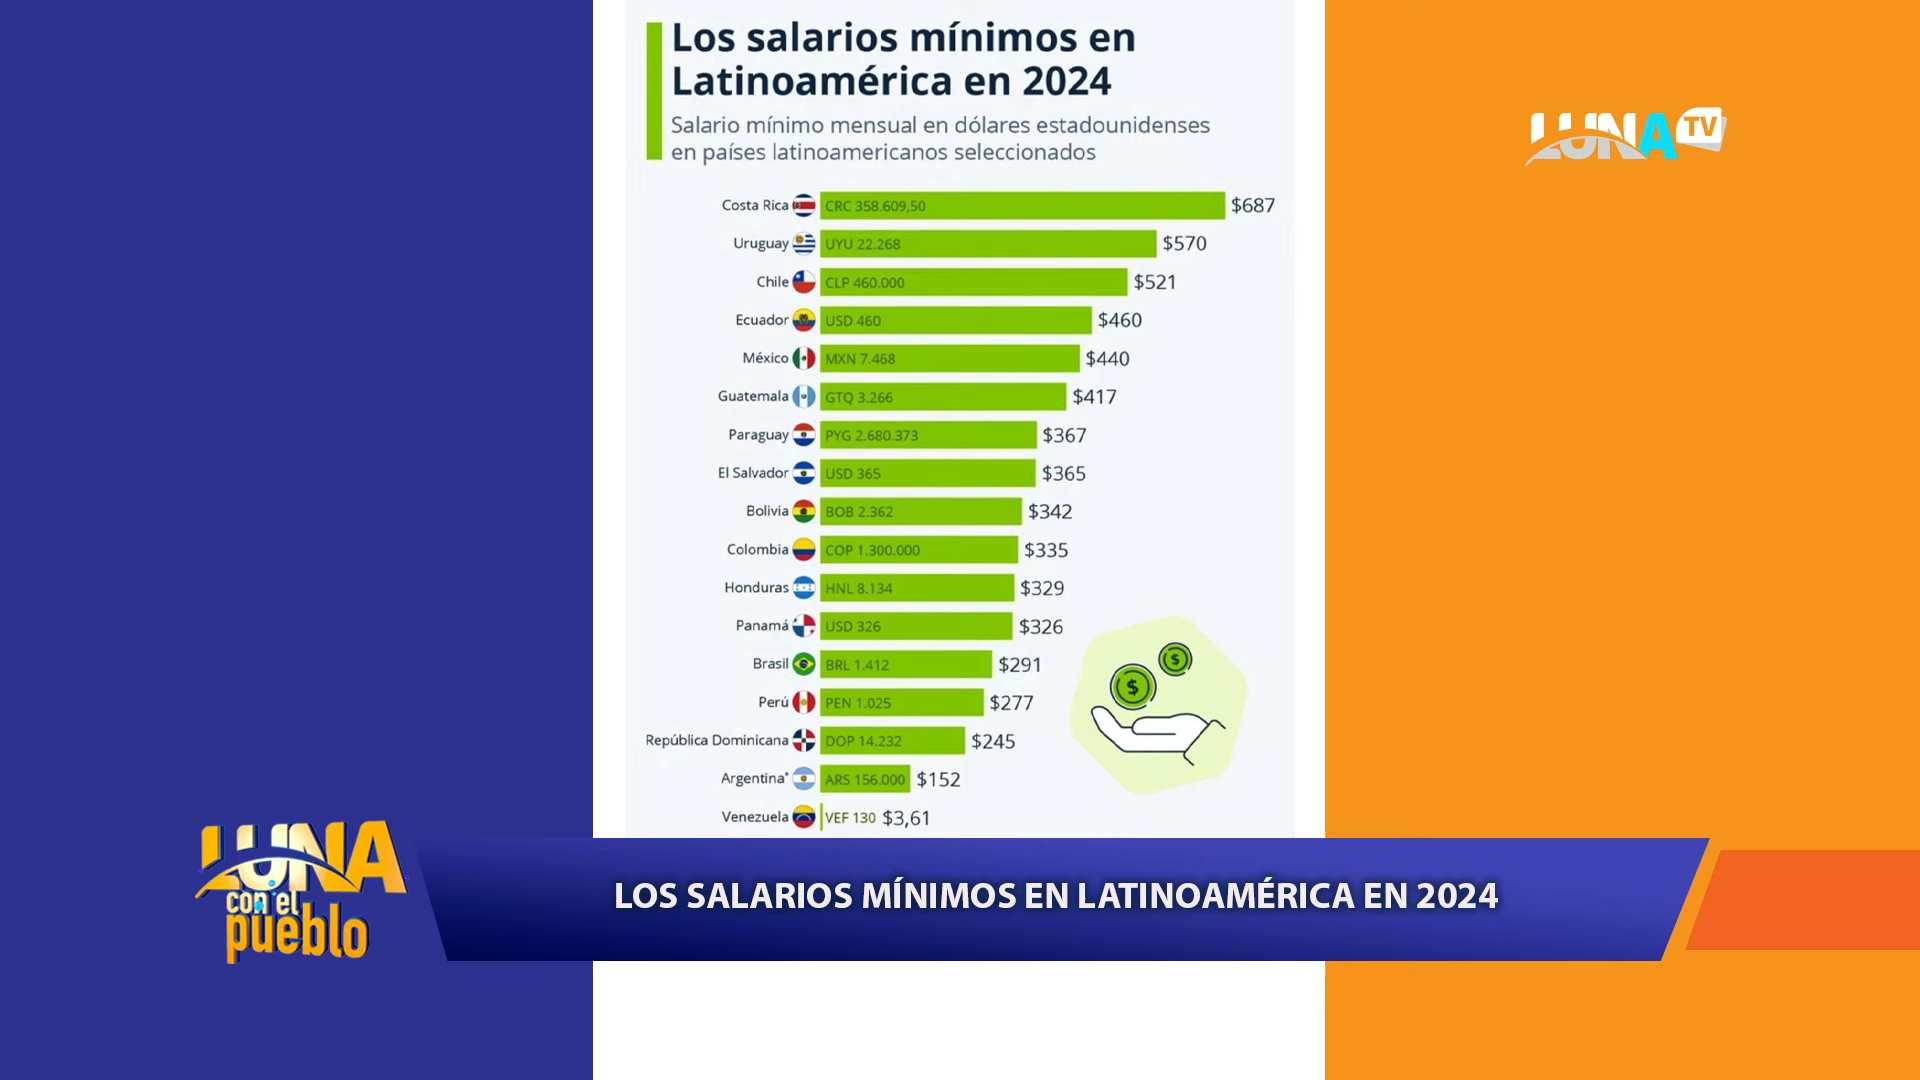 Los salarios mínimos en
Latinoamérica en 2024
Salario mínimo mensual en dólares estadounidenses
en países latinoamericanos seleccionados
LUNA TV
Costa Rica CRC 358.609,50 $687
Uruguay UYU 22.268 $570
Chile CLP 460.000 $521
Ecuador USD 460 $460
México MXN 7.468 $440
Guatemala GTQ 3.266 $417
Paraguay PYG 2.680.373 $367
El Salvador USD 365 $365
Bolivia BOB 2.362 $342
Colombia COP 1.300.000 $335
Honduras HNL 8.134 $329
Panamá USD 326 $326
Brasil BRL 1.412 $291
Perú PEN 1.025 $277
República Dominicana DOP 14.232 $245
Argentina* ARS 156.000 $152
Venezuela VEF 130 $3,61
$
$
LUNA
con el
pueblo
LOS SALARIOS MÍNIMOS EN LATINOAMÉRICA EN 2024